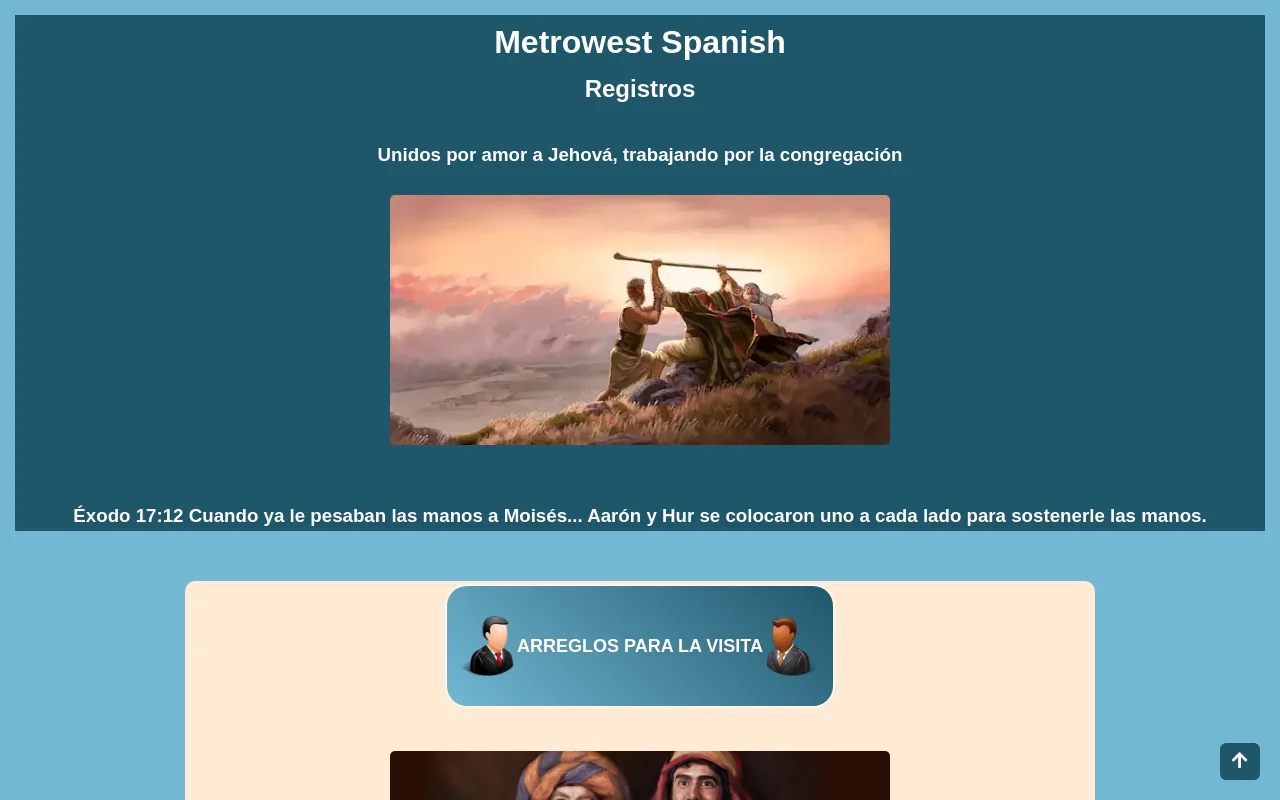 Metrowest Spanish
Registros
Unidos por amor a Jehová, trabajando por la congregación
Éxodo 17:12 Cuando ya le pesaban las manos a Moisés... Aarón y Hur se colocaron uno a cada lado para sostenerle las manos.
ARREGLOS PARA LA VISITA